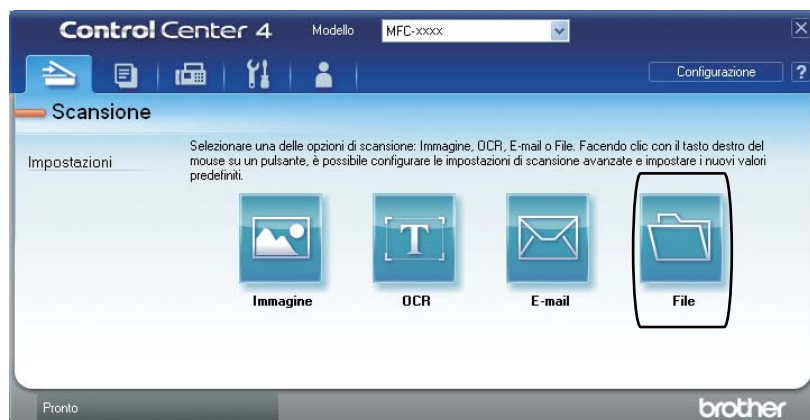 Control Center 4 Modello MFC-xxxx
Configurazione ?
Scansione
Impostazioni
Selezionare una delle opzioni di scansione: Immagine, OCR, E-mail o File. Facendo clic con il tasto destro del
mouse su un pulsante, è possibile configurare le impostazioni di scansione avanzate e impostare i nuovi valori
predefiniti.
T
Immagine OCR E-mail File
Pronto brother